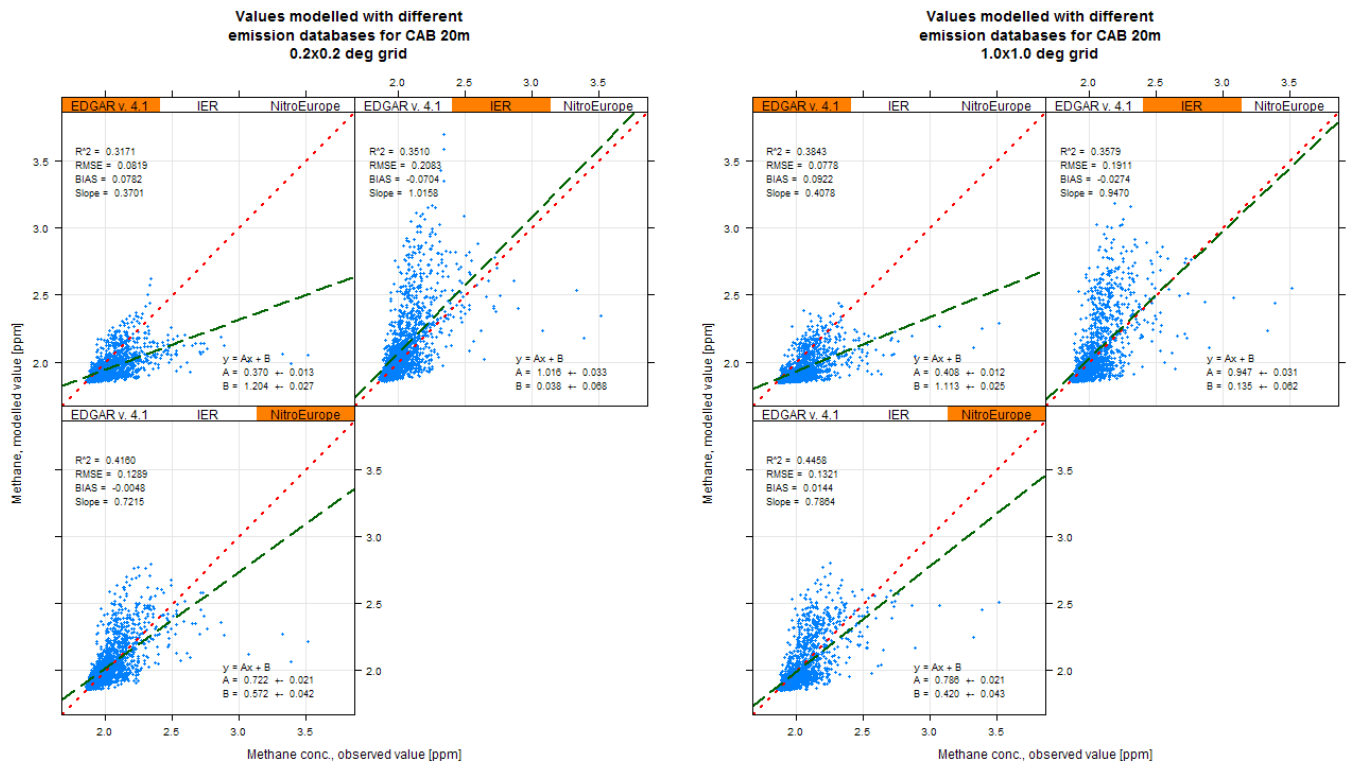 Values modelled with different
emission databases for CAB 20m
0.2x0.2 deg grid
2.0 2.5 3.0 3.5
EDGAR v. 4.1 IER NitroEurope
EDGAR v. 4.1 IER NitroEurope
R^2 = 0.3171
RMSE = 0.0819
BIAS = 0.0782
Slope = 0.3701
R^2 = 0.3510
RMSE = 0.2083
BIAS = -0.0704
Slope = 1.0158
3.5
3.0
2.5
2.0
y = Ax + B
A = 0.370 +- 0.013
B = 1.204 +- 0.027
y = Ax + B
A = 1.016 +- 0.033
B = 0.038 +- 0.068
EDGAR v. 4.1 IER NitroEurope
R^2 = 0.4160
RMSE = 0.1289
BIAS = -0.0048
Slope = 0.7215
3.5
3.0
2.5
2.0
y = Ax + B
A = 0.722 +- 0.021
B = 0.572 +- 0.042
2.0 2.5 3.0 3.5
Methane conc., observed value [ppm]
Methane, modelled value [ppm]
Values modelled with different
emission databases for CAB 20m
1.0x1.0 deg grid
2.0 2.5 3.0 3.5
EDGAR v. 4.1 IER NitroEurope
EDGAR v. 4.1 IER NitroEurope
R^2 = 0.3843
RMSE = 0.0778
BIAS = 0.0922
Slope = 0.4078
R^2 = 0.3579
RMSE = 0.1911
BIAS = -0.0274
Slope = 0.9470
3.5
3.0
2.5
2.0
y = Ax + B
A = 0.408 +- 0.012
B = 1.113 +- 0.025
y = Ax + B
A = 0.947 +- 0.031
B = 0.135 +- 0.062
EDGAR v. 4.1 IER NitroEurope
R^2 = 0.4458
RMSE = 0.1321
BIAS = 0.0144
Slope = 0.7864
3.5
3.0
2.5
2.0
y = Ax + B
A = 0.786 +- 0.021
B = 0.420 +- 0.043
2.0 2.5 3.0 3.5
Methane conc., observed value [ppm]
Methane, modelled value [ppm]